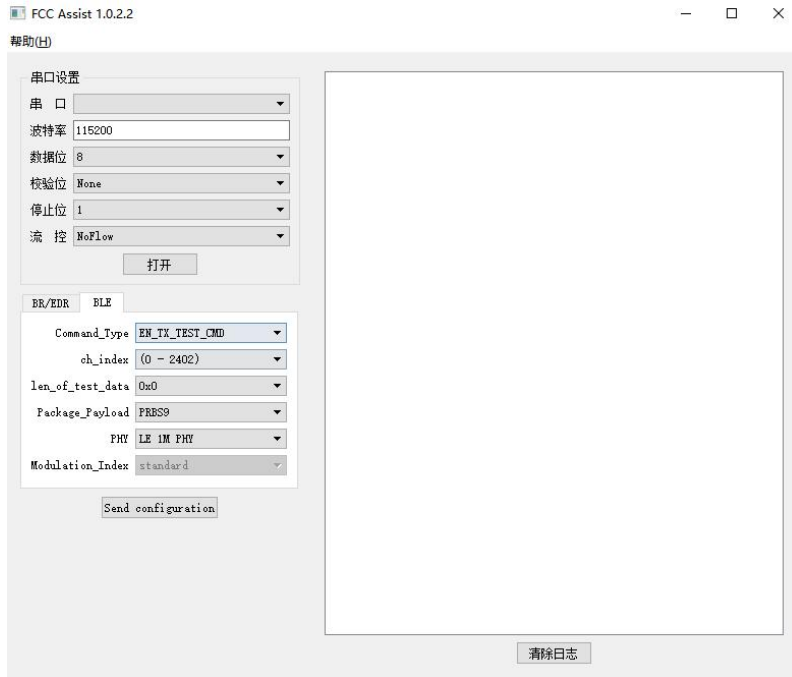 FCC Assist 1.0.2.2
帮助(H)
串口设置
串 口
波特率 115200
数据位 8
校验位 None
停止位 1
流 控 NoFlow
打开
BR/EDR BLE
Command_Type EN_TX_TEST_CMD
ch_index (0 - 2402)
len_of_test_data 0x0
Package_Payload PRBS9
PHY LE 1M PHY
Modulation_Index standard
Send configuration
清除日志